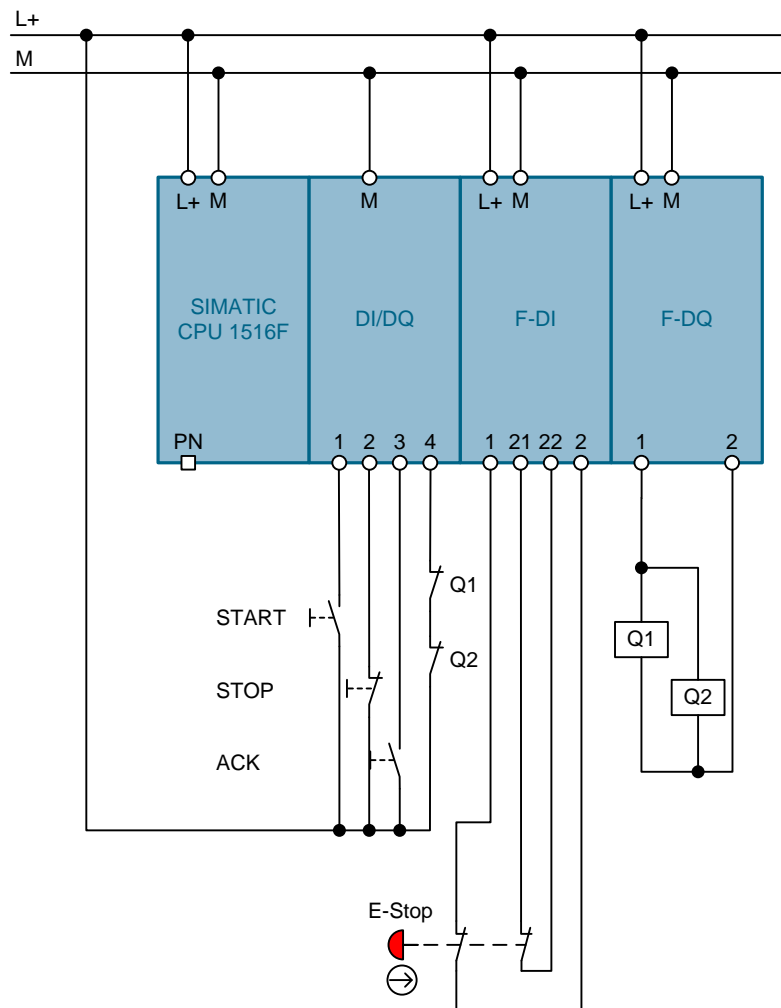 L+
M
L+ M
M
L+ M
L+ M
SIMATIC
CPU 1516F
DI/DQ
F-DI
F-DQ
PN
1 2 3 4
1 21 22 2
1 2
Q1
START
Q1
Q2
STOP
Q2
ACK
E-Stop